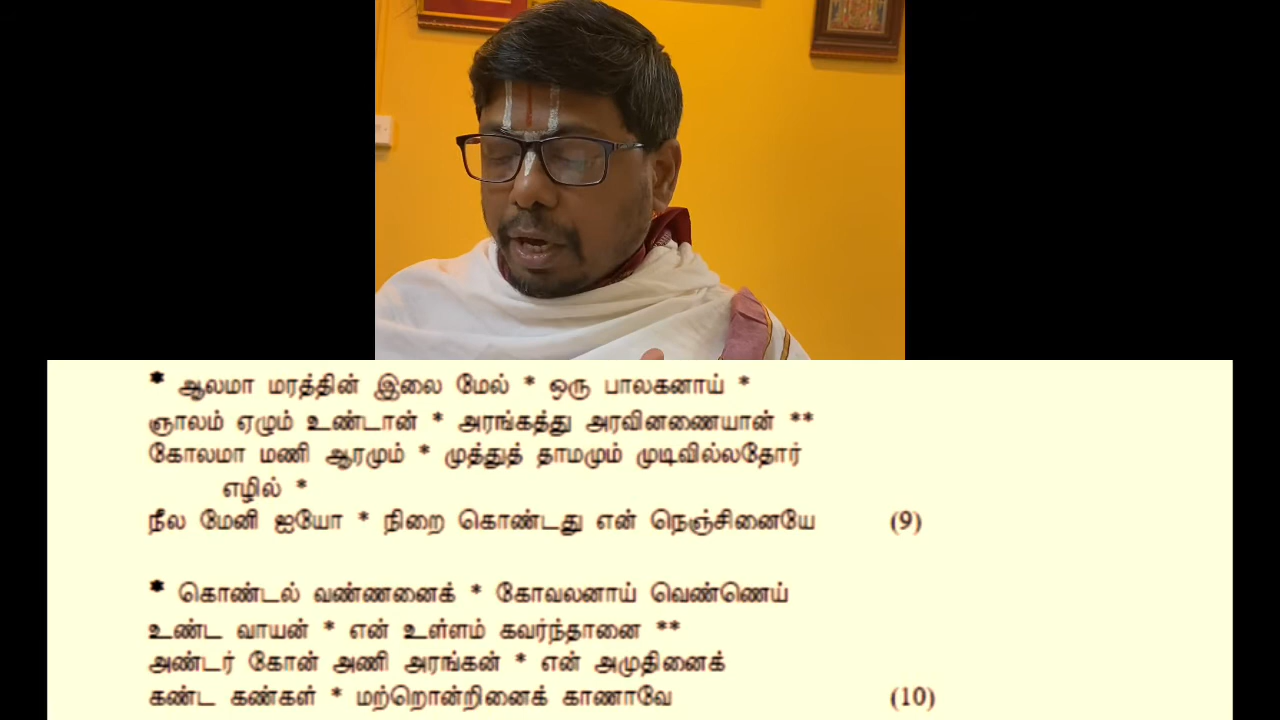 * ஆலமா மரத்தின் இலை மேல் * ஒரு பாலகனாய் *
ஞாலம் ஏழும் உண்டான் * அரங்கத்து அரவினணையான் **
கோலமா மணி ஆரமும் * முத்துத் தாமமும் முடிவில்லதோர்
எழில் *
நீல மேனி ஐயோ * நிறை கொண்டது என் நெஞ்சினையே (9)
* கொண்டல் வண்ணனைக் * கோவலனாய் வெண்ணெய்
உண்ட வாயன் * என் உள்ளம் கவர்ந்தானை **
அண்டர் கோன் அணி அரங்கன் * என் அமுதினைக்
கண்ட கண்கள் * மற்றொன்றினைக் காணாவே (10)